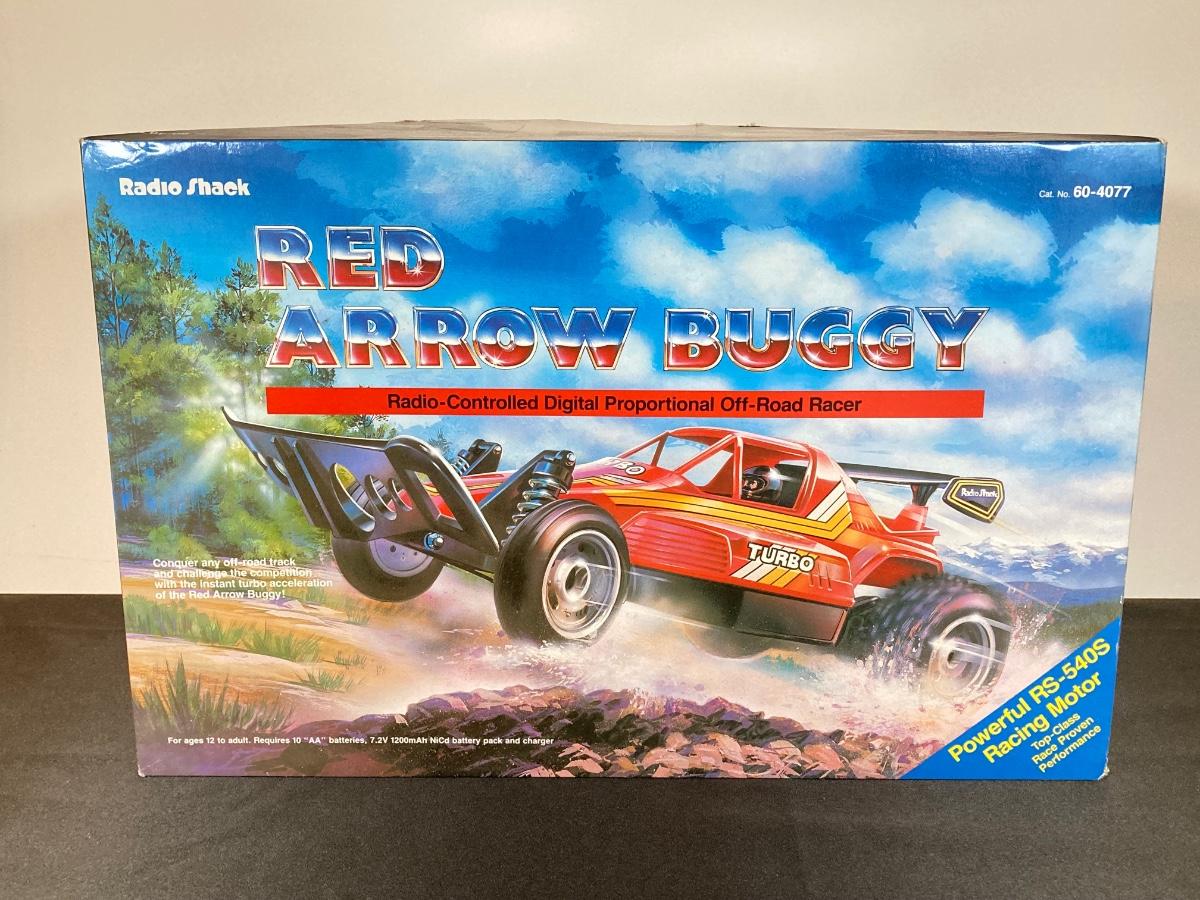 Radio Shack
Cat. No. 60-4077
RED
ARROW BUGGY
Radio-Controlled Digital Proportional Off-Road Racer
TURBO
Radio Shack
TURBO
Conquer any off-road track
and challenge the competition
with the instant turbo acceleration
of the Red Arrow Buggy!
Powerful RS-540S
Racing Motor
Top-Class
Race Proven
Performance
For ages 12 to adult. Requires 10 "AA" batteries, 7.2V 1200mAh NiCd battery pack and charger